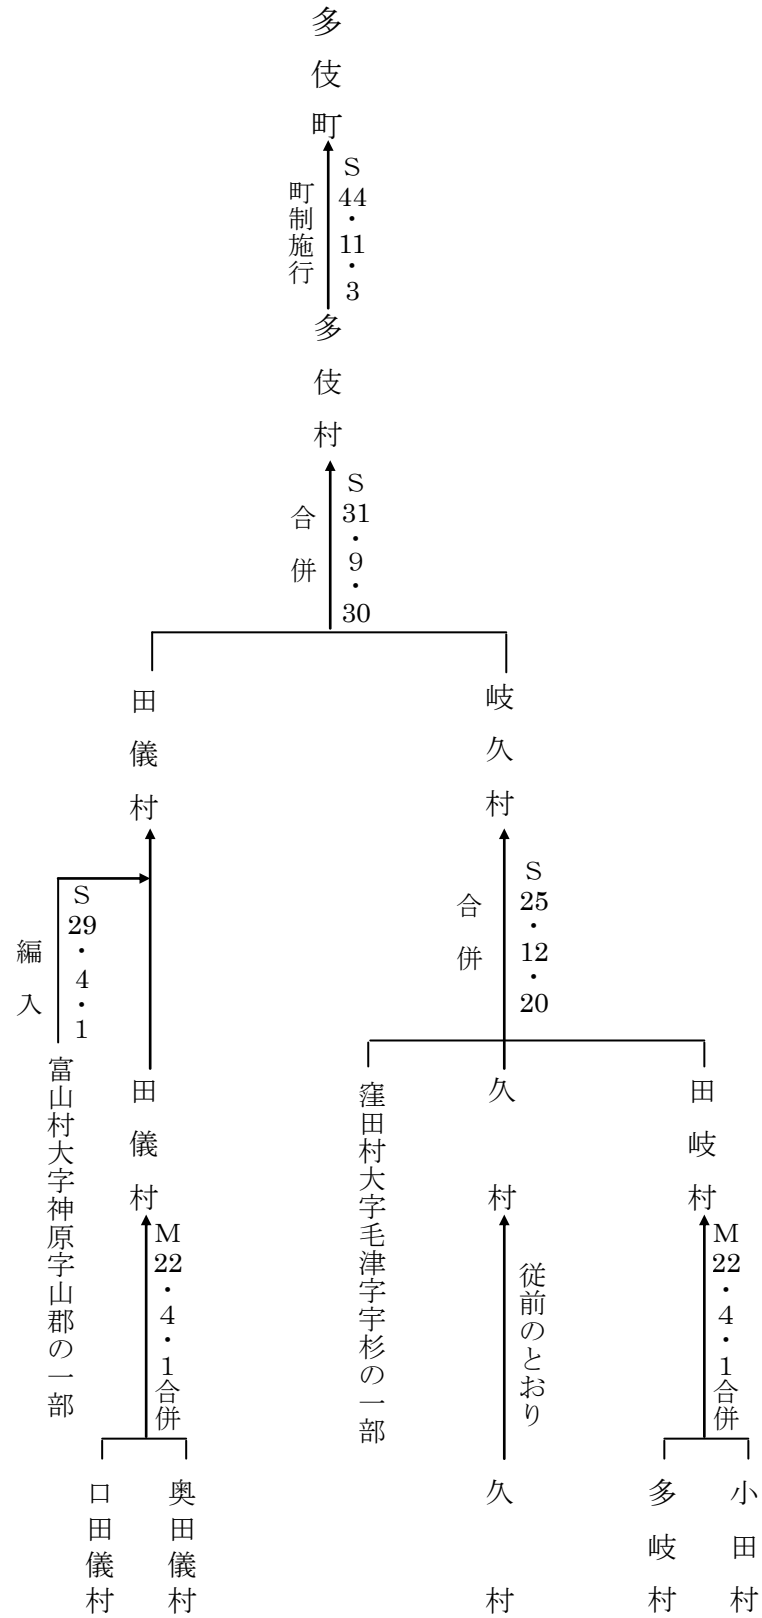 多伎町
S44・11・3
町制施行
多伎村
S31・9・30
合併
岐久村
田儀村
S25・12・20
合併
S29・4・1
編入
田岐村
久村
窪田村大字毛津字宇杉の一部
田儀村
富山村大字神原字山郡の一部
M22・4・1合併
従前のとおり
M22・4・1合併
小田村
多岐村
久村
奥田儀村
口田儀村